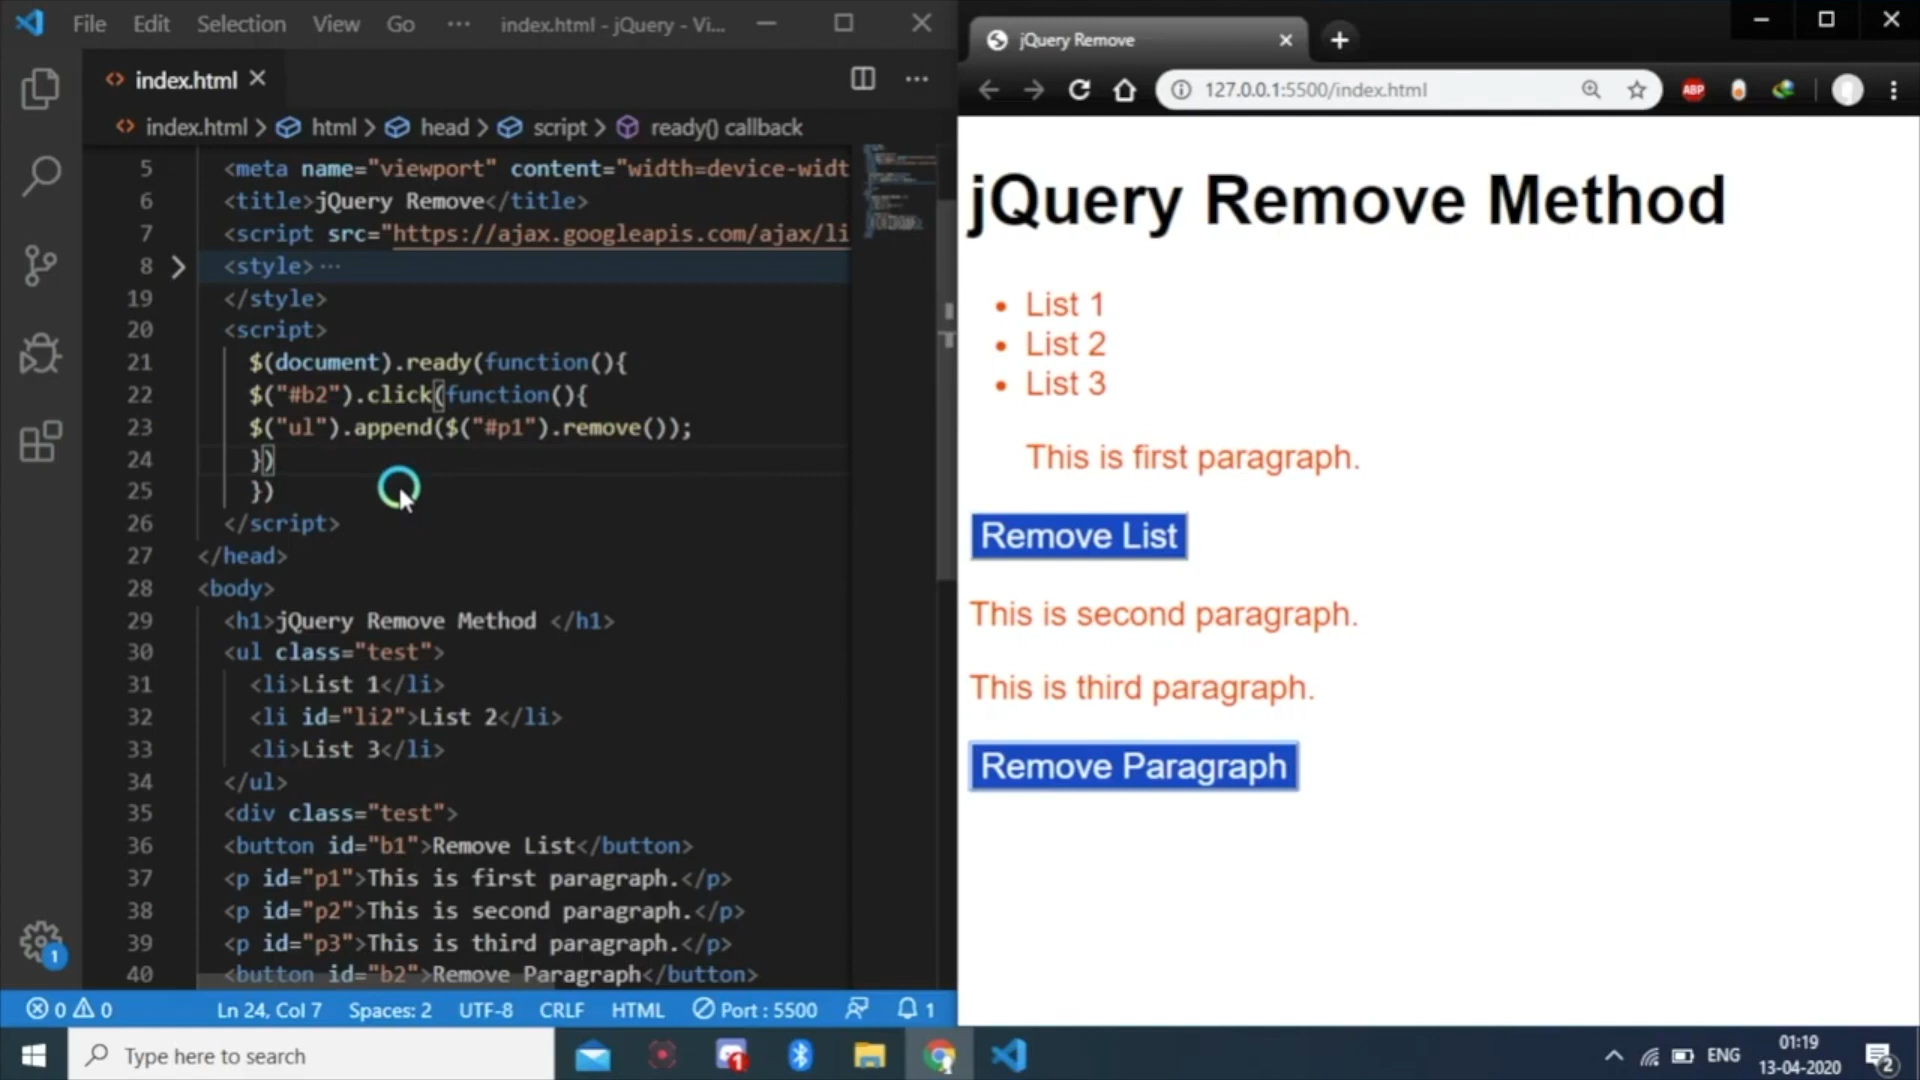 File Edit Selection View Go ··· index.html - jQuery - Vi...
index.html
index.html > html > head > script > ready() callback
5 <meta name="viewport" content="width=device-widt
6 <title>jQuery Remove</title>
7 <script src="https://ajax.googleapis.com/ajax/li
8 <style>···
19 </style>
20 <script>
21 $(document).ready(function(){
22 $("#b2").click(function(){
23 $("ul").append($("#p1").remove());
24 })
25 })
26 </script>
27 </head>
28 <body>
29 <h1>jQuery Remove Method </h1>
30 <ul class="test">
31 <li>List 1</li>
32 <li id="li2">List 2</li>
33 <li>List 3</li>
34 </ul>
35 <div class="test">
36 <button id="b1">Remove List</button>
37 <p id="p1">This is first paragraph.</p>
38 <p id="p2">This is second paragraph.</p>
39 <p id="p3">This is third paragraph.</p>
40 <button id="b2">Remove Paragraph</button>
1
0 0 Ln 24, Col 7 Spaces: 2 UTF-8 CRLF HTML Port : 5500 1
jQuery Remove
127.0.0.1:5500/index.html
ABP
jQuery Remove Method
• List 1
• List 2
• List 3
This is first paragraph.
Remove List
This is second paragraph.
This is third paragraph.
Remove Paragraph
Type here to search
1
ENG
01:19
13-04-2020
2